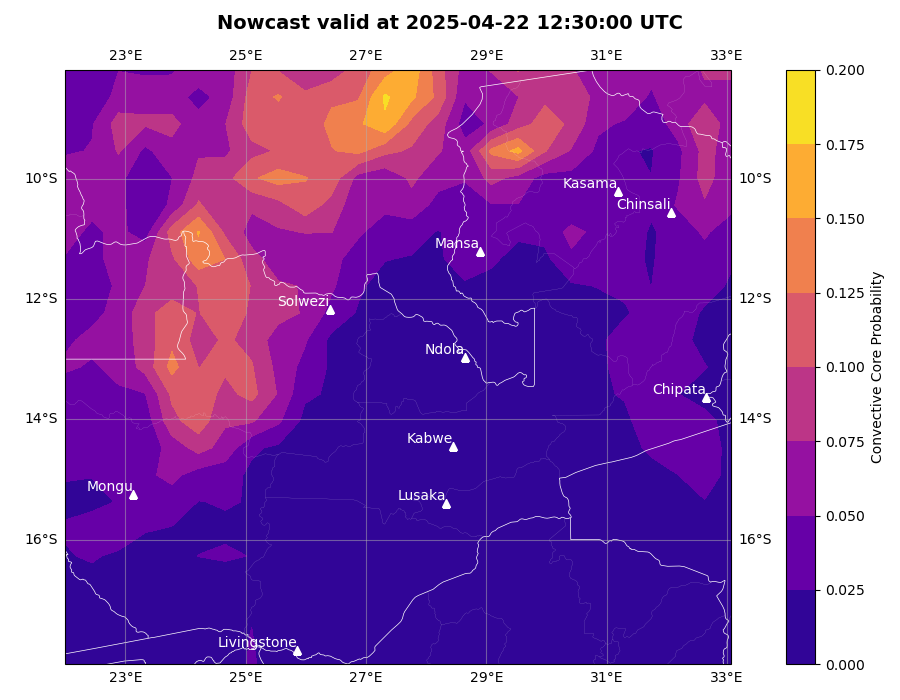 Nowcast valid at 2025-04-22 12:30:00 UTC
23°E 25°E 27°E 29°E 31°E 33°E
0.200
0.175
10°S Kasama 10°S
Chinsali
0.150
Mansa
0.125
12°S Solwezi 12°S
0.100
Ndola
Chipata
14°S 14°S
0.075
Kabwe
Mongu
Lusaka
0.050
16°S 16°S
0.025
Livingstone
0.000
23°E 25°E 27°E 29°E 31°E 33°E
Convective Core Probability